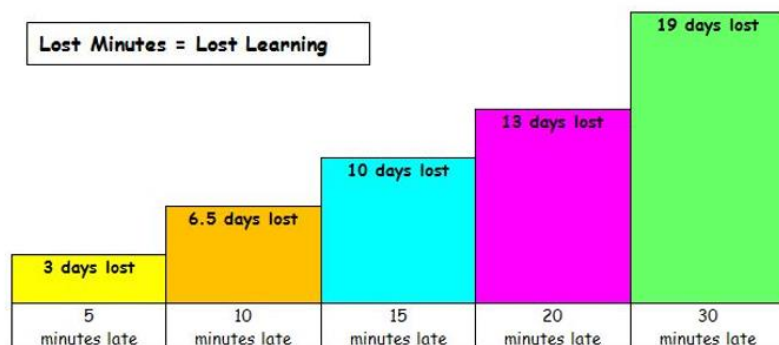 Lost Minutes = Lost Learning
19 days lost
13 days lost
10 days lost
6.5 days lost
3 days lost
5
minutes late
10
minutes late
15
minutes late
20
minutes late
30
minutes late